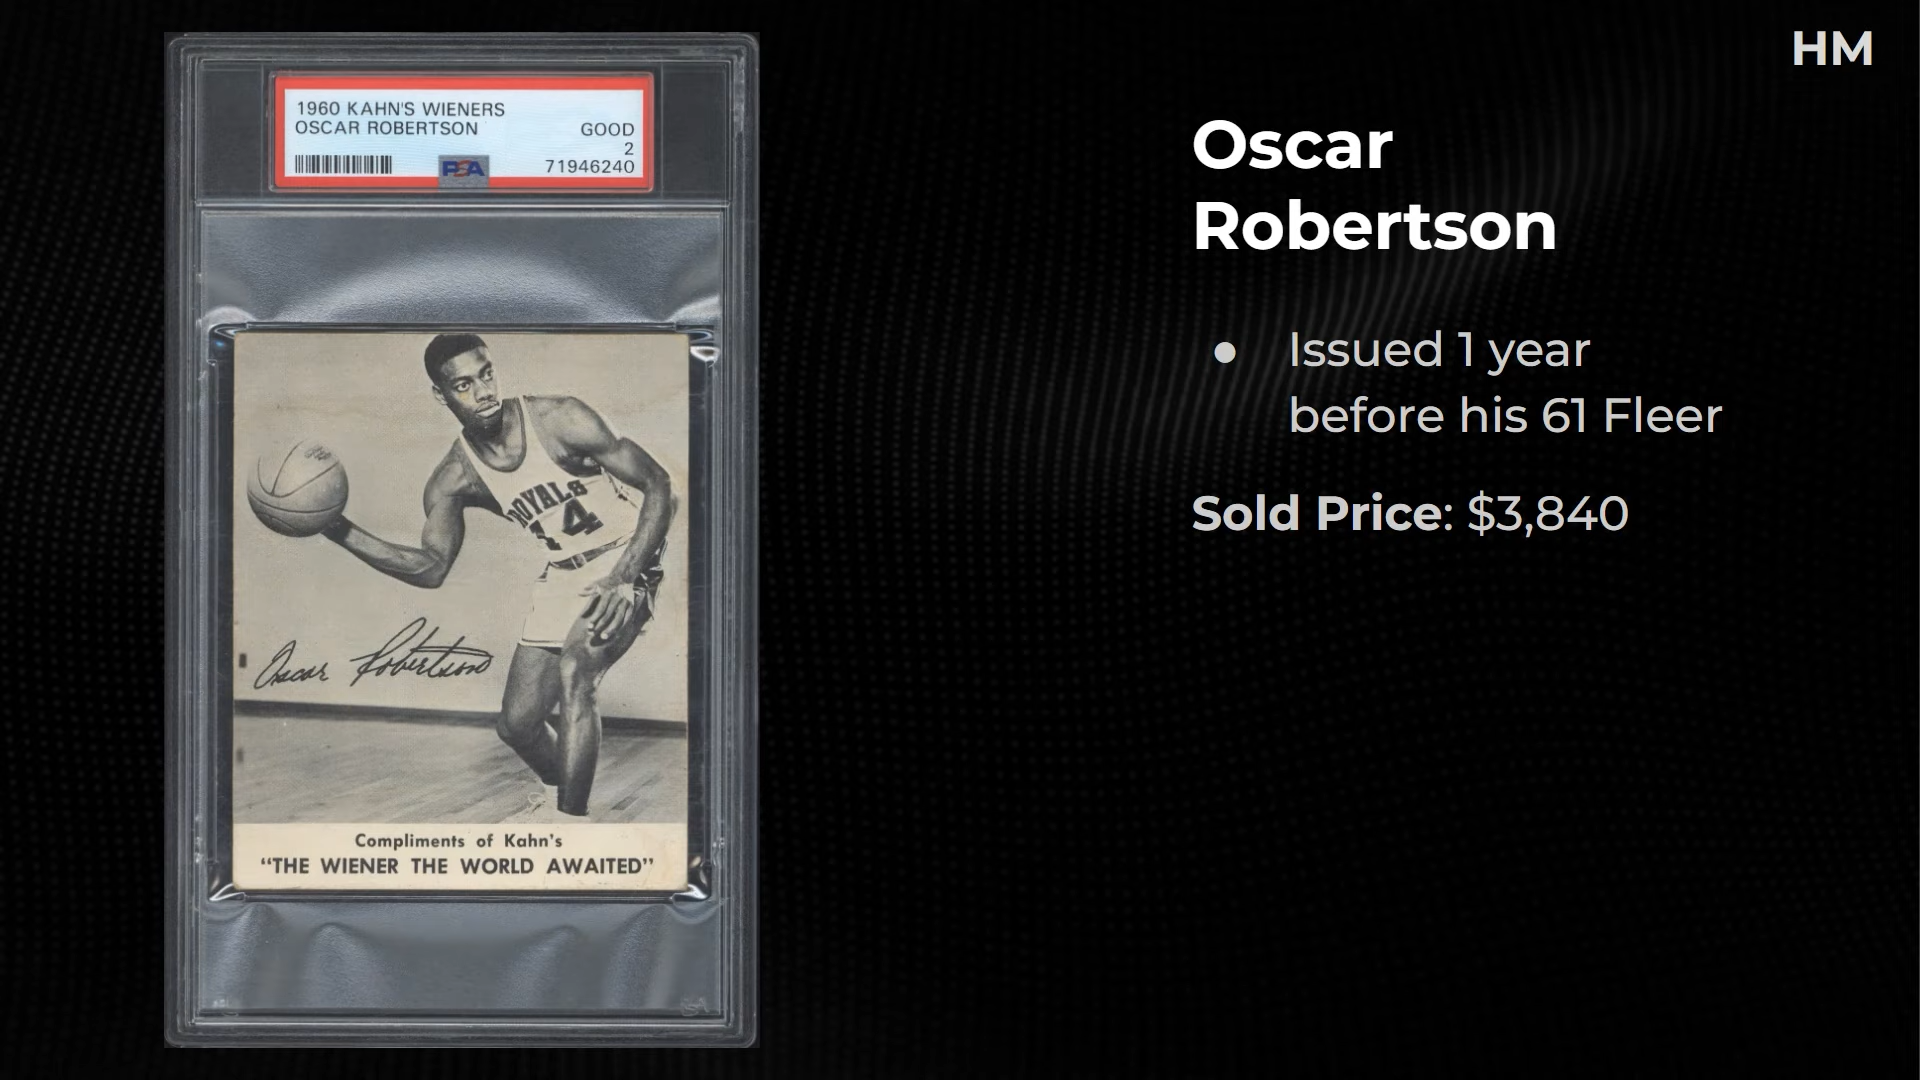 1960 KAHN'S WIENERS
OSCAR ROBERTSON
GOOD
2
PSA
71946240
ROYALS
14
Oscar Robertson
Compliments of Kahn's
“THE WIENER THE WORLD AWAITED”
HM
Oscar
Robertson
● Issued 1 year
before his 61 Fleer
Sold Price: $3,840